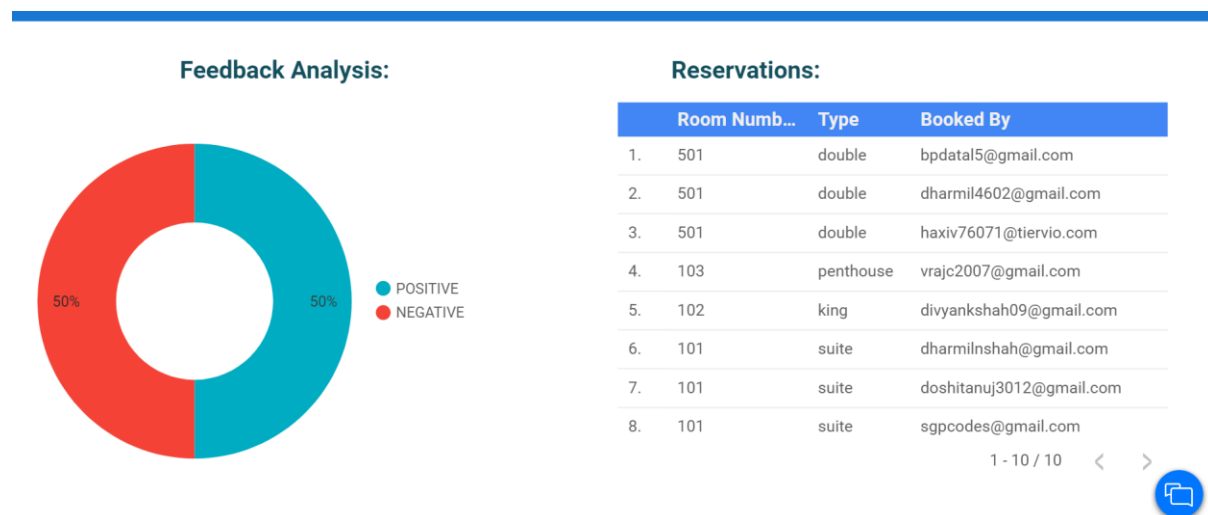 Feedback Analysis:
50%
50%
POSITIVE
NEGATIVE
Reservations:
Room Numb... Type Booked By
1. 501 double bpdatal5@gmail.com
2. 501 double dharmil4602@gmail.com
3. 501 double haxiv76071@tiervio.com
4. 103 penthouse vrajc2007@gmail.com
5. 102 king divyankshah09@gmail.com
6. 101 suite dharmilnshah@gmail.com
7. 101 suite doshitanuj3012@gmail.com
8. 101 suite sgpcodes@gmail.com
1 - 10 / 10